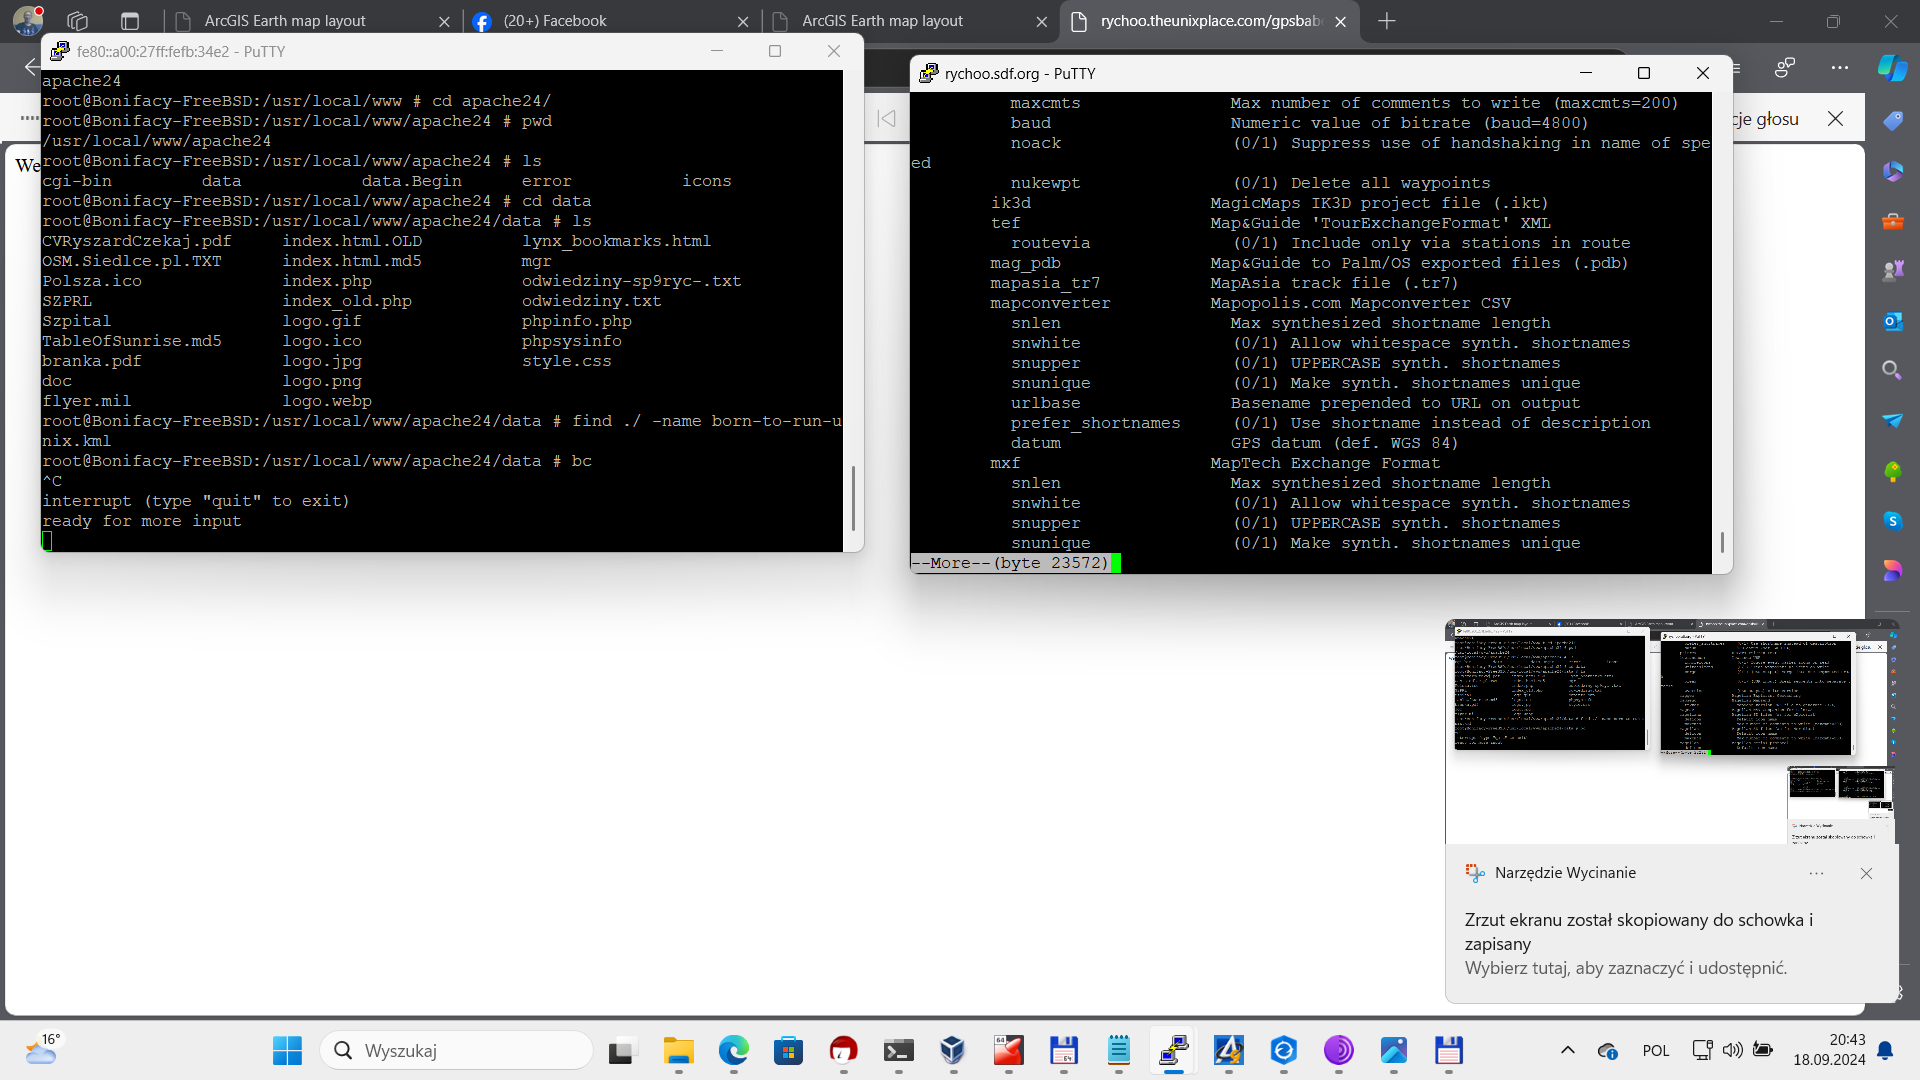 ArcGIS Earth map layout
(20+) Facebook
ArcGIS Earth map layout
rychoo.theunixplace.com/gpsbabe
fe80::a00:27ff:fefb:34e2 - PuTTY
apache24
root@Bonifacy-FreeBSD:/usr/local/www # cd apache24/
root@Bonifacy-FreeBSD:/usr/local/www/apache24 # pwd
/usr/local/www/apache24
root@Bonifacy-FreeBSD:/usr/local/www/apache24 # ls
cgi-bin data data.Begin error icons
root@Bonifacy-FreeBSD:/usr/local/www/apache24 # cd data
root@Bonifacy-FreeBSD:/usr/local/www/apache24/data # ls
CVRyszardCzekaj.pdf index.html.OLD lynx_bookmarks.html
OSM.Siedlce.pl.TXT index.html.md5 mgr
Polsza.ico index.php odwiedziny-sp9ryc-.txt
SZPRL index_old.php odwiedziny.txt
Szpital logo.gif phpinfo.php
TableOfSunrise.md5 logo.ico phpsysinfo
branka.pdf logo.jpg style.css
doc logo.png
flyer.mil logo.webp
root@Bonifacy-FreeBSD:/usr/local/www/apache24/data # find ./ -name born-to-run-u
nix.kml
root@Bonifacy-FreeBSD:/usr/local/www/apache24/data # bc
^C
interrupt (type "quit" to exit)
ready for more input
We
rychoo.sdf.org - PuTTY
maxcmts Max number of comments to write (maxcmts=200)
baud Numeric value of bitrate (baud=4800)
noack (0/1) Suppress use of handshaking in name of spe
ed
nukewpt (0/1) Delete all waypoints
ik3d MagicMaps IK3D project file (.ikt)
tef Map&Guide 'TourExchangeFormat' XML
routevia (0/1) Include only via stations in route
mag_pdb Map&Guide to Palm/OS exported files (.pdb)
mapasia_tr7 MapAsia track file (.tr7)
mapconverter Mapopolis.com Mapconverter CSV
snlen Max synthesized shortname length
snwhite (0/1) Allow whitespace synth. shortnames
snupper (0/1) UPPERCASE synth. shortnames
snunique (0/1) Make synth. shortnames unique
urlbase Basename prepended to URL on output
prefer_shortnames (0/1) Use shortname instead of description
datum GPS datum (def. WGS 84)
mxf MapTech Exchange Format
snlen Max synthesized shortname length
snwhite (0/1) Allow whitespace synth. shortnames
snupper (0/1) UPPERCASE synth. shortnames
snunique (0/1) Make synth. shortnames unique
--More--(byte 23572)
cje głosu
Narzędzie Wycinanie
Zrzut ekranu został skopiowany do schowka i
zapisany
Wybierz tutaj, aby zaznaczyć i udostępnić.
16°
Wyszukaj
POL
20:43
18.09.2024